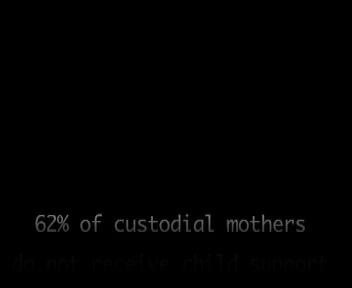 62% of custodial mothers
do not receive child support